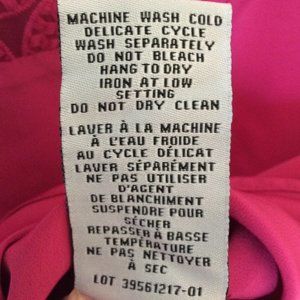 MACHINE WASH COLD
DELICATE CYCLE
WASH SEPARATELY
DO NOT BLEACH
HANG TO DRY
IRON AT LOW
SETTING
DO NOT DRY CLEAN
LAVER À LA MACHINE
À L'EAU FROIDE
AU CYCLE DÉLICAT
LAVER SÉPARÉMENT
NE PAS UTILISER
D'AGENT
DE BLANCHIMENT
SUSPENDRE POUR
SÉCHER
REPASSER À BASSE
TEMPÉRATURE
NE PAS NETTOYER
À SEC
LOT 39561217-01